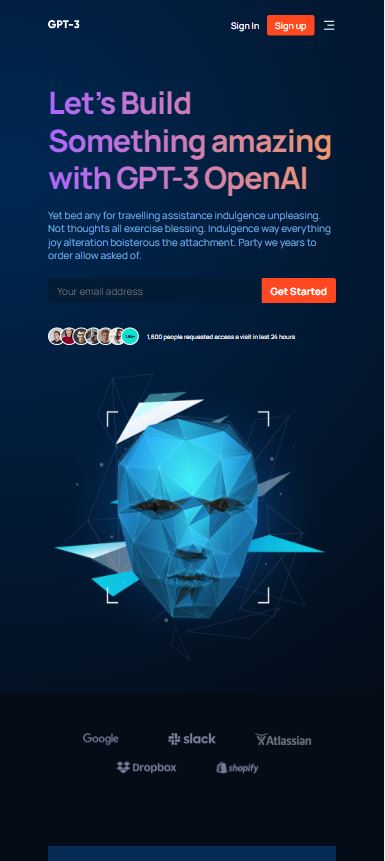 GPT-3
Sign In
Sign up
Let's Build
Something amazing
with GPT-3 OpenAI
Yet bed any for travelling assistance indulgence unpleasing.
Not thoughts all exercise blessing. Indulgence way everything
joy alteration boisterous the attachment. Party we years to
order allow asked of.
Your email address
Get Started
1,600 people requested access a visit in last 24 hours
Google
slack
Atlassian
Dropbox
shopify